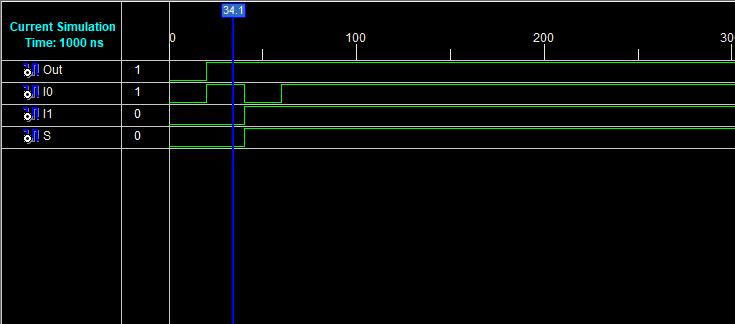 34.1
Current Simulation
Time: 1000 ns
0 100 200 30
Out 1
I0 1
I1 0
S 0